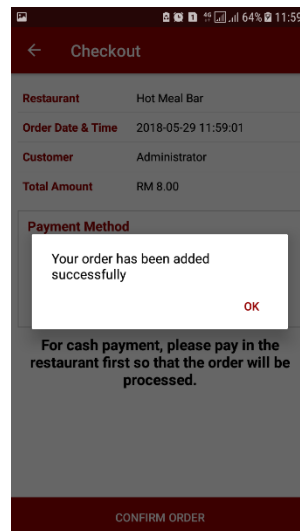 64% 11:59
Checkout
Restaurant Hot Meal Bar
Order Date & Time 2018-05-29 11:59:01
Customer Administrator
Total Amount RM 8.00
Payment Method
Your order has been added
successfully
OK
For cash payment, please pay in the
restaurant first so that the order will be
processed.
CONFIRM ORDER